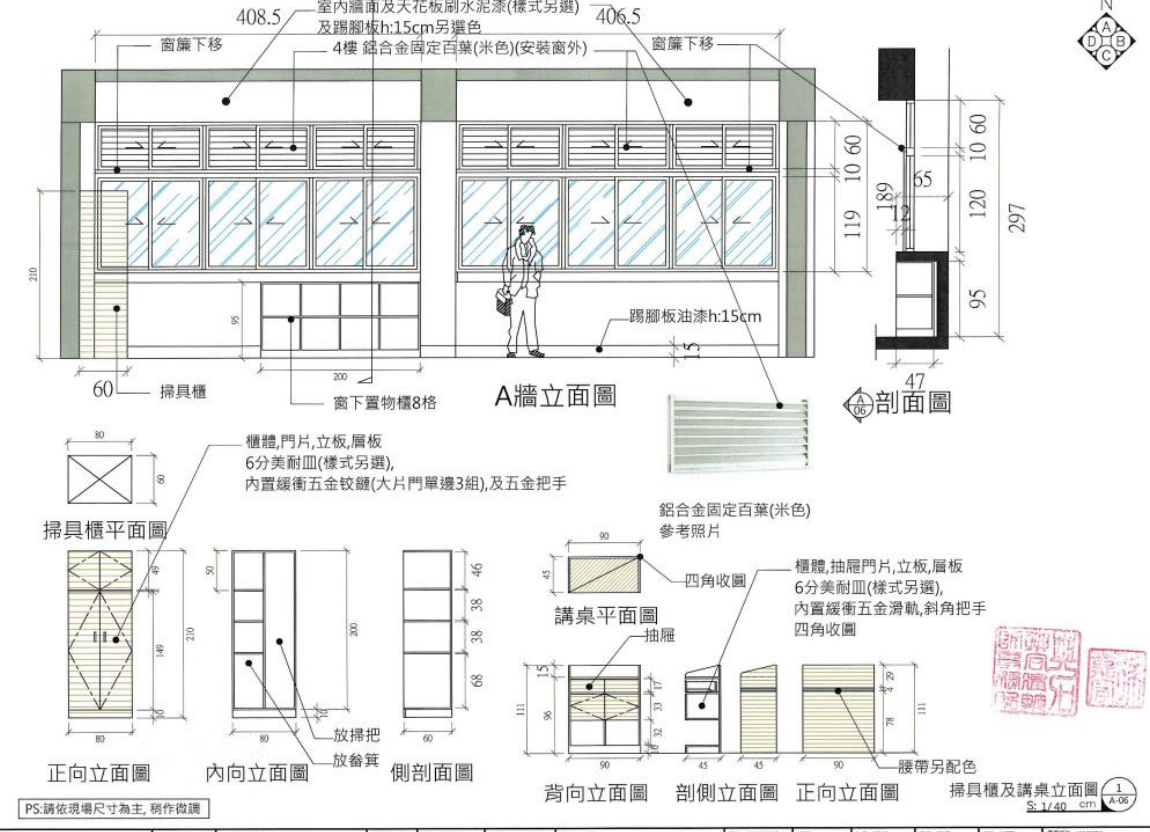 408.5
室內牆面及天花板刷水泥漆(樣式另選)
及踢腳板h:15cm另選色
406.5
窗簾下移
4樓 鋁合金固定百葉(米色)(安裝窗外)
窗簾下移
N
A
D B
C
60
10
119
60
10
120
95
297
65
189
12
47
210
95
60
掃具櫃
200
窗下置物櫃8格
踢腳板油漆h:15cm
15
A牆立面圖
A
06
剖面圖
80
60
掃具櫃平面圖
櫃體,門片,立板,層板
6分美耐皿(樣式另選),
內置緩衝五金铰鏈(大片門單邊3組),及五金把手
鋁合金固定百葉(米色)
參考照片
49
2
149
10
210
80
正向立面圖
50
200
10
80
放掃把
放畚箕
內向立面圖
46
38
38
68
60
側剖面圖
90
45
四角收圓
講桌平面圖
櫃體,抽屜門片,立板,層板
6分美耐皿(樣式另選),
內置緩衝五金滑軌,斜角把手
四角收圓
抽屜
15
111
96
17
33
32
10
90
背向立面圖
45
45
剖側立面圖
29
4
78
111
90
腰帶另配色
正向立面圖
掃具櫃及講桌立面圖
1
A-06
S: 1/40 cm
PS:請依現場尺寸為主, 稍作微調